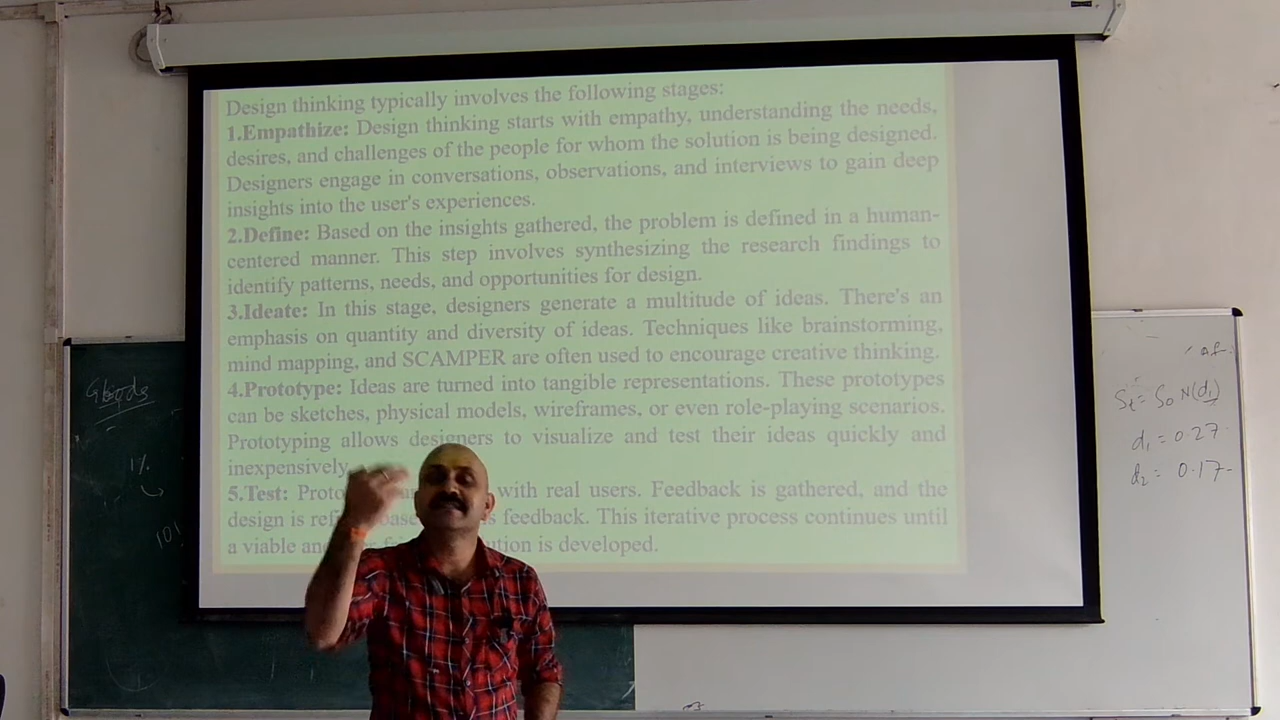 Design thinking typically involves the following stages:
1.Empathize: Design thinking starts with empathy, understanding the needs,
desires, and challenges of the people for whom the solution is being designed.
Designers engage in conversations, observations, and interviews to gain deep
insights into the user's experiences.
2.Define: Based on the insights gathered, the problem is defined in a human-
centered manner. This step involves synthesizing the research findings to
identify patterns, needs, and opportunities for design.
3.Ideate: In this stage, designers generate a multitude of ideas. There's an
emphasis on quantity and diversity of ideas. Techniques like brainstorming,
mind mapping, and SCAMPER are often used to encourage creative thinking.
4.Prototype: Ideas are turned into tangible representations. These prototypes
can be sketches, physical models, wireframes, or even role-playing scenarios.
Prototyping allows designers to visualize and test their ideas quickly and
inexpensively
5.Test: with real users. Feedback is gathered, and the
design is feedback. This iterative process continues until
a viable is developed.
1%
St = S0 N(d1)
d1 = 0.27
d2 = 0.17